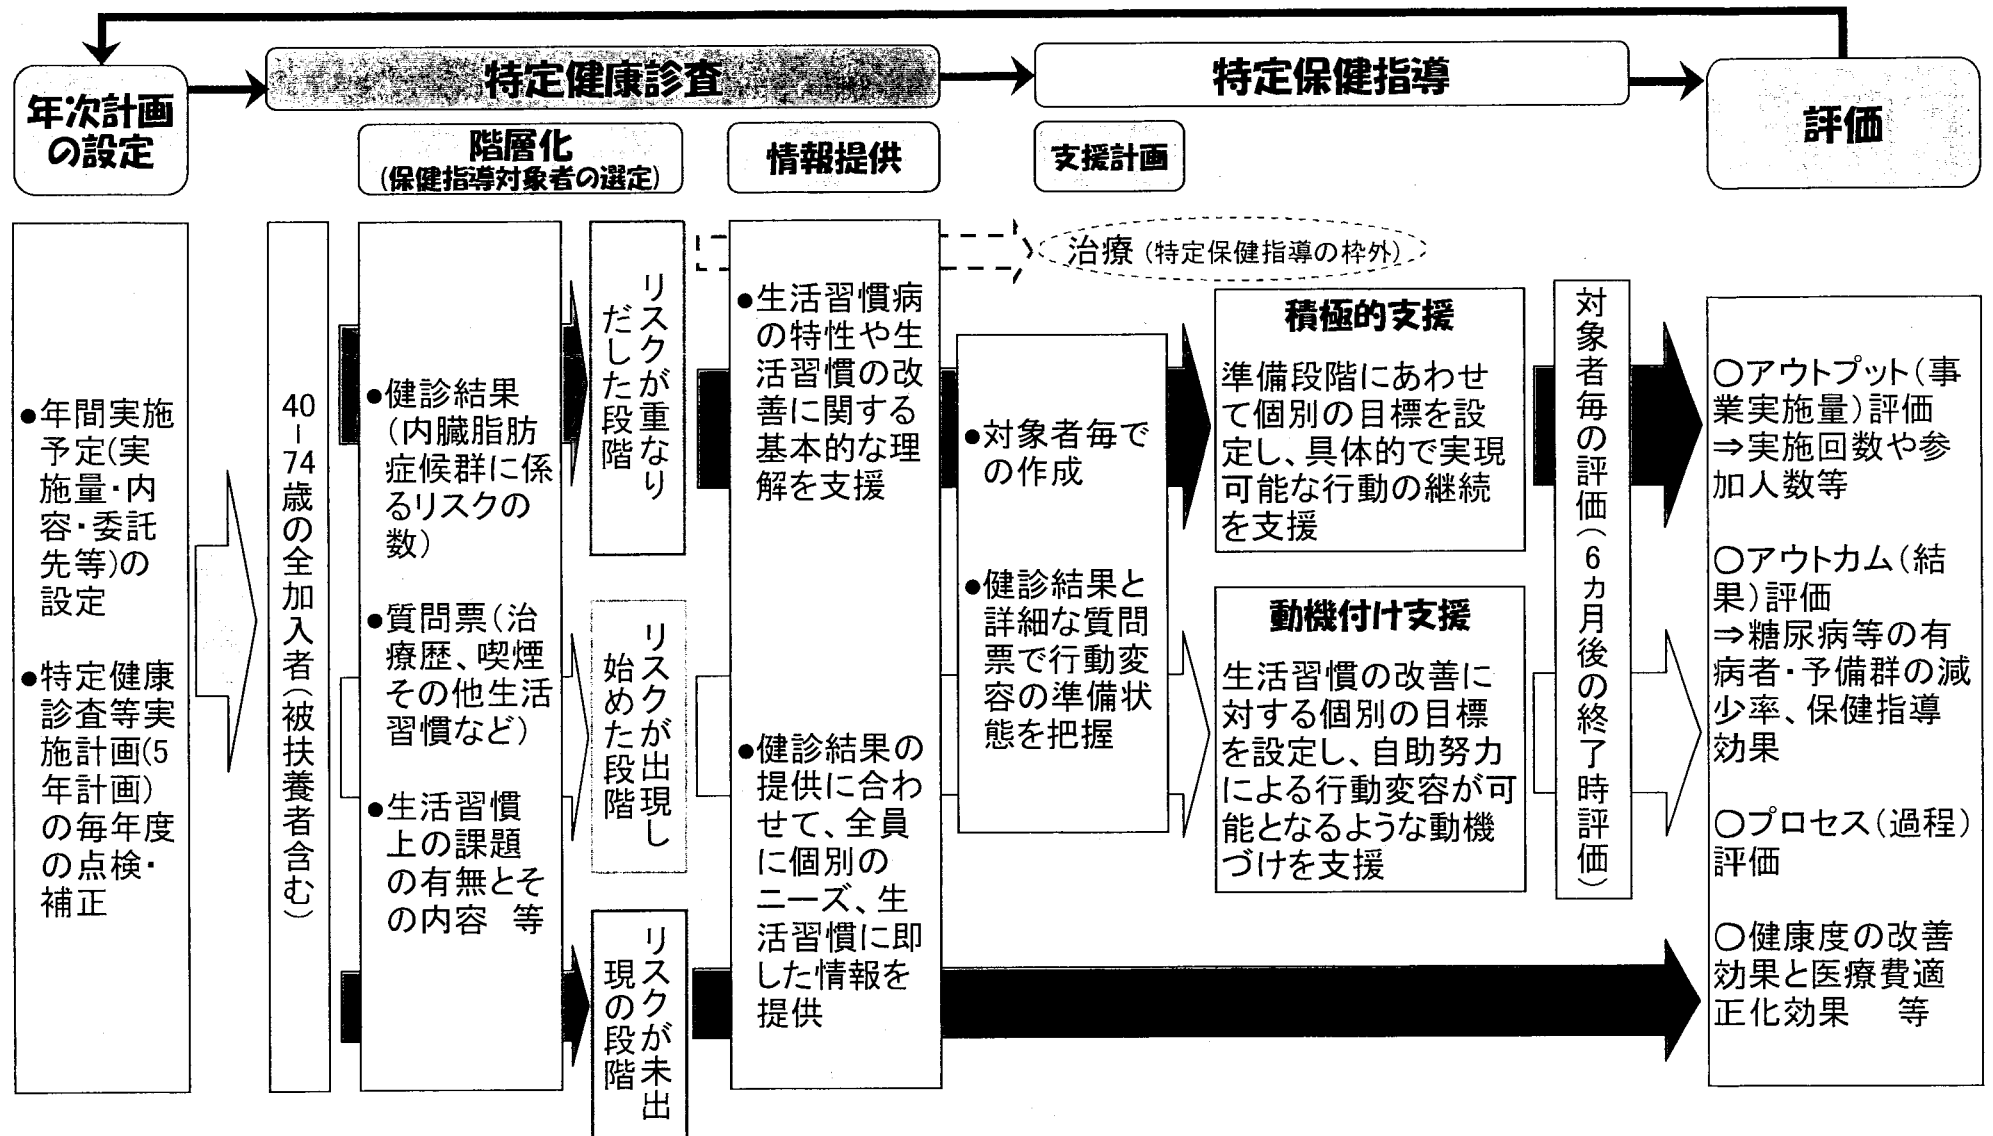 年次計画
の設定
特定健康診査
階層化
(保健指導対象者の選定)
情報提供
特定保健指導
支援計画
評価
●年間実施
予定(実
施量・内
容・委託
先等)の
設定
●特定健康
診査等実
施計画(5
年計画)
の毎年度
の点検・
補正
40-74歳の全加入者(被扶養者含む)
●健診結果
(内臓脂肪
症候群に係
るリスクの
数)
●質問票(治
療歴、喫煙
その他生活
習慣など)
●生活習慣
上の課題
の有無とそ
の内容 等
リスクが重なり
だした段階
リスクが出現し
始めた段階
リスクが未出
現の段階
●生活習慣病
の特性や生
活習慣の改
善に関する
基本的な理
解を支援
●健診結果の
提供に合わ
せて、全員
に個別の
ニーズ、生
活習慣に即
した情報を
提供
治療(特定保健指導の枠外)
●対象者毎で
の作成
●健診結果と
詳細な質問
票で行動変
容の準備状
態を把握
積極的支援
準備段階にあわせ
て個別の目標を設
定し、具体的で実現
可能な行動の継続
を支援
動機付け支援
生活習慣の改善に
対する個別の目標
を設定し、自助努力
による行動変容が可
能となるような動機
づけを支援
対象者毎の評価(6カ月後の終了時評価)
○アウトプット(事
業実施量)評価
⇒実施回数や参
加人数等
○アウトカム(結
果)評価
⇒糖尿病等の有
病者・予備群の減
少率、保健指導
効果
○プロセス(過程)
評価
○健康度の改善
効果と医療費適
正化効果 等